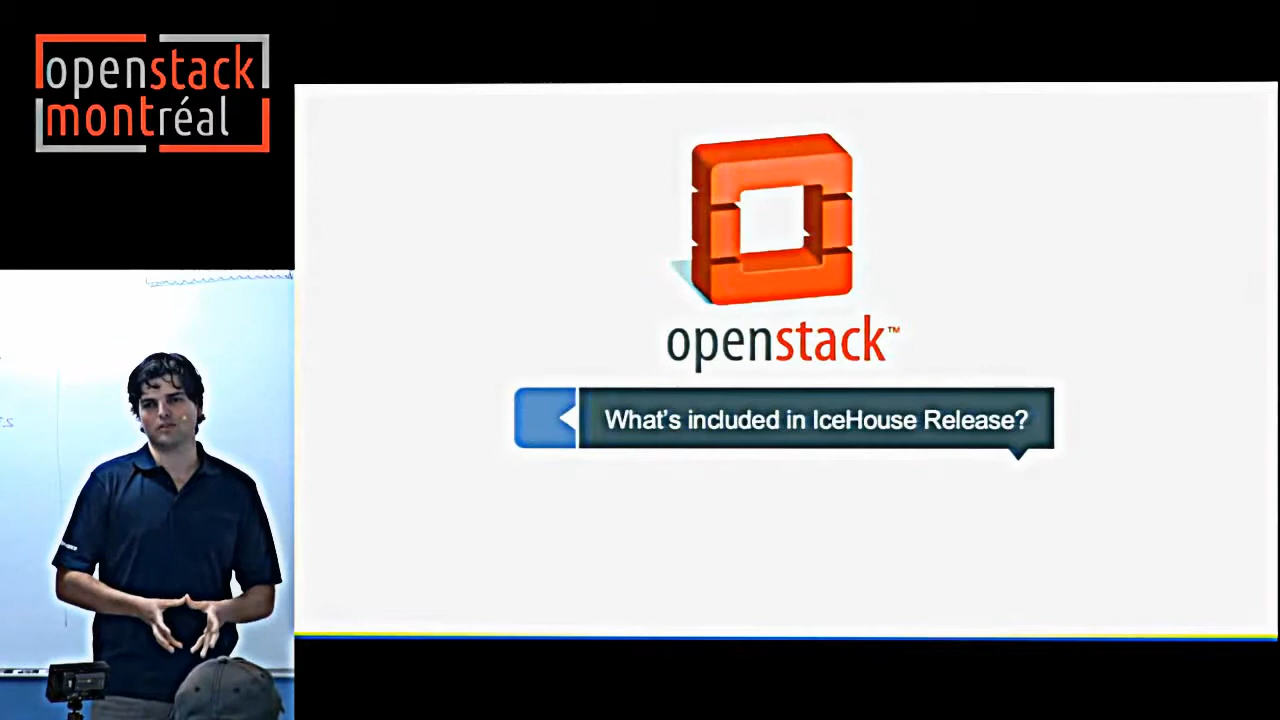 openstack
montréal
openstack™
What's included in IceHouse Release?